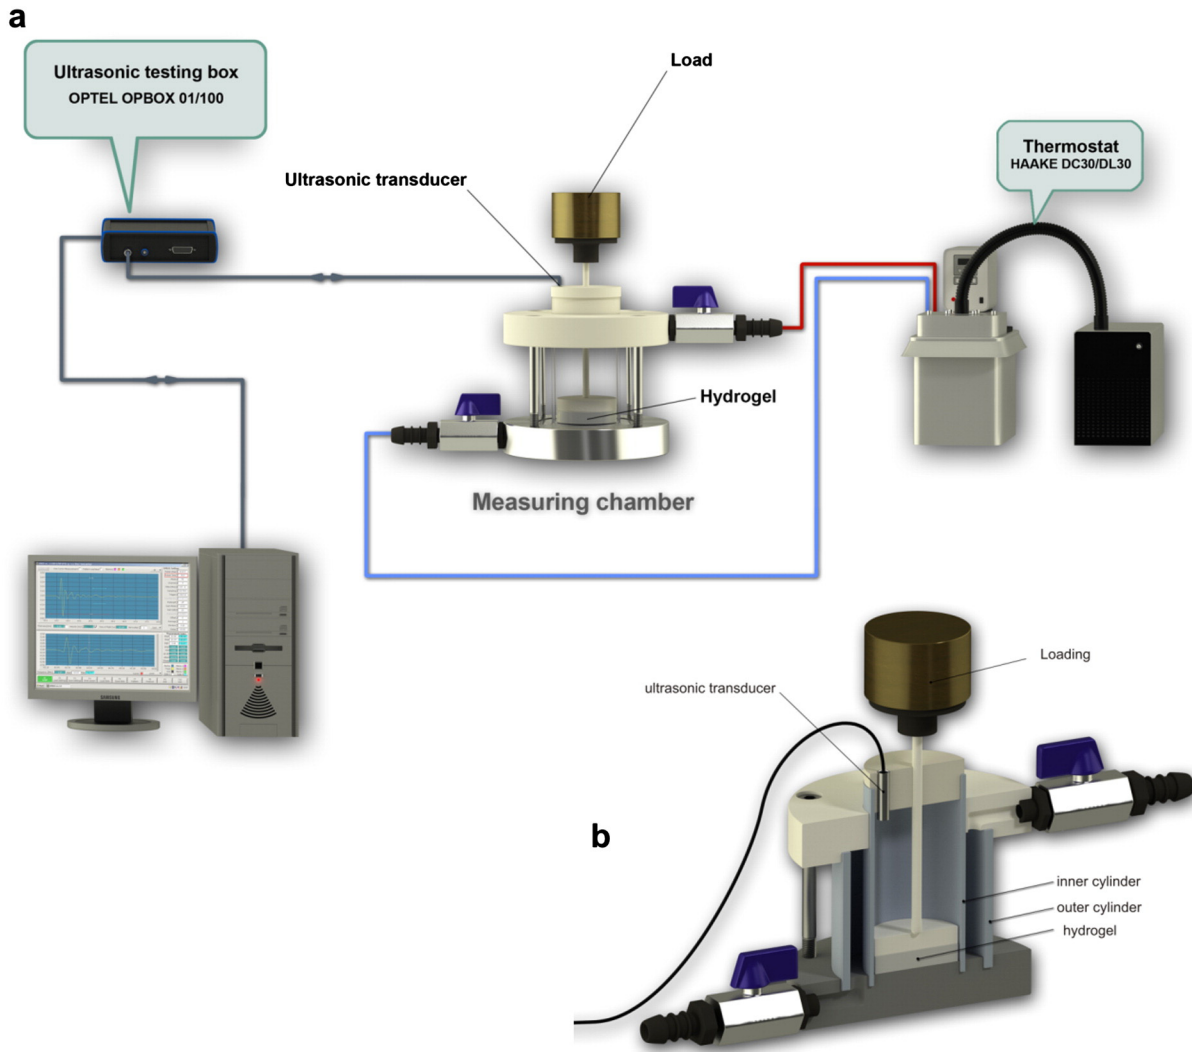 a
Ultrasonic testing box
OPTEL OPBOX 01/100
Load
Thermostat
HAAKE DC30/DL30
Ultrasonic transducer
Hydrogel
Measuring chamber
SAMSUNG
Loading
ultrasonic transducer
b
inner cylinder
outer cylinder
hydrogel